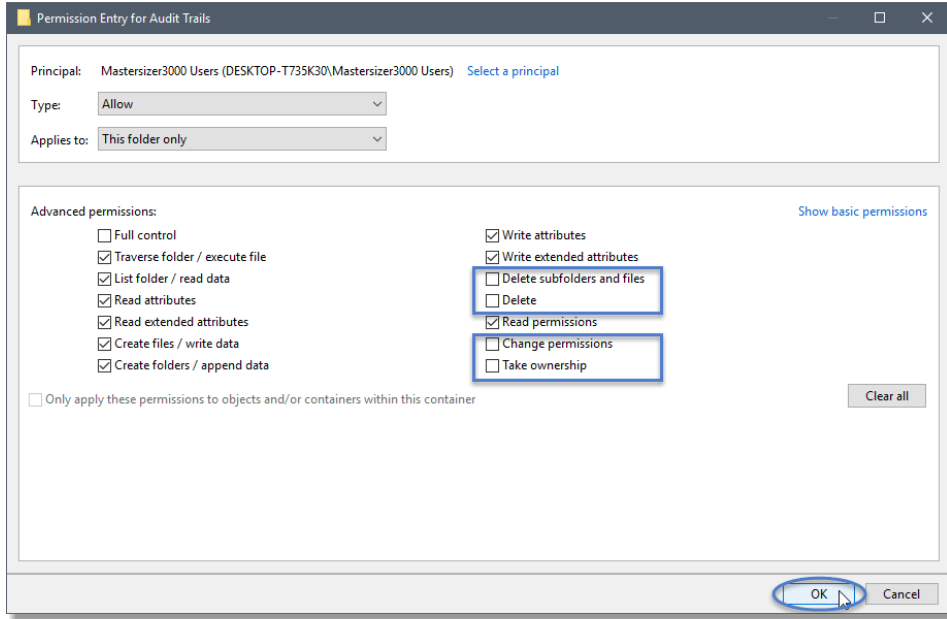 Permission Entry for Audit Trails
Principal: Mastersizer3000 Users (DESKTOP-T735K30\Mastersizer3000 Users) Select a principal
Type: Allow
Applies to: This folder only
Advanced permissions: Show basic permissions
Full control
Traverse folder / execute file
List folder / read data
Read attributes
Read extended attributes
Create files / write data
Create folders / append data
Write attributes
Write extended attributes
Delete subfolders and files
Delete
Read permissions
Change permissions
Take ownership
Only apply these permissions to objects and/or containers within this container
Clear all
OK Cancel